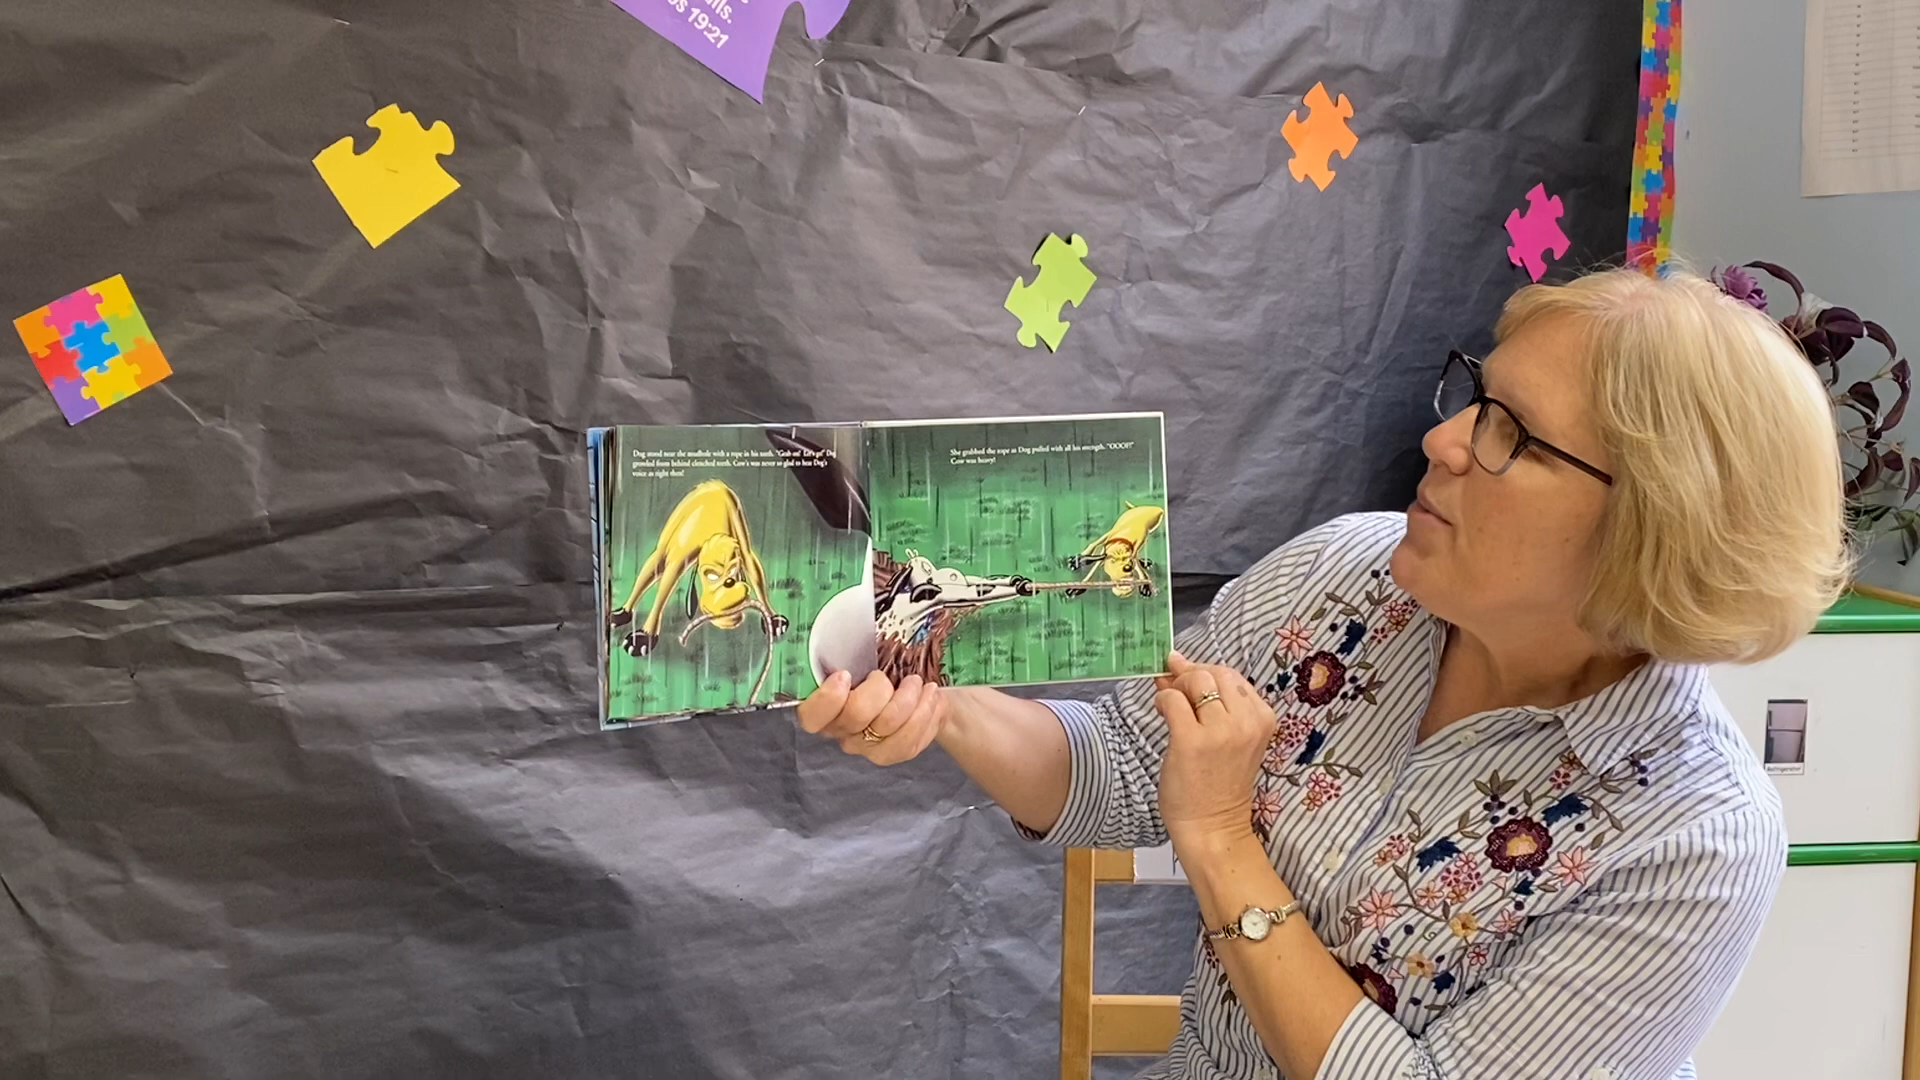 ils.
s 19:21
Dog stood near the mudhole with a rope in his teeth. "Grab on! Let's go!" Dog
growled from behind clenched teeth. Cow's was never so glad to hear Dog's
voice as right then!
She grabbed the rope as Dog pulled with all his strength. "OOOF!"
Cow was heavy!
Refrigerator